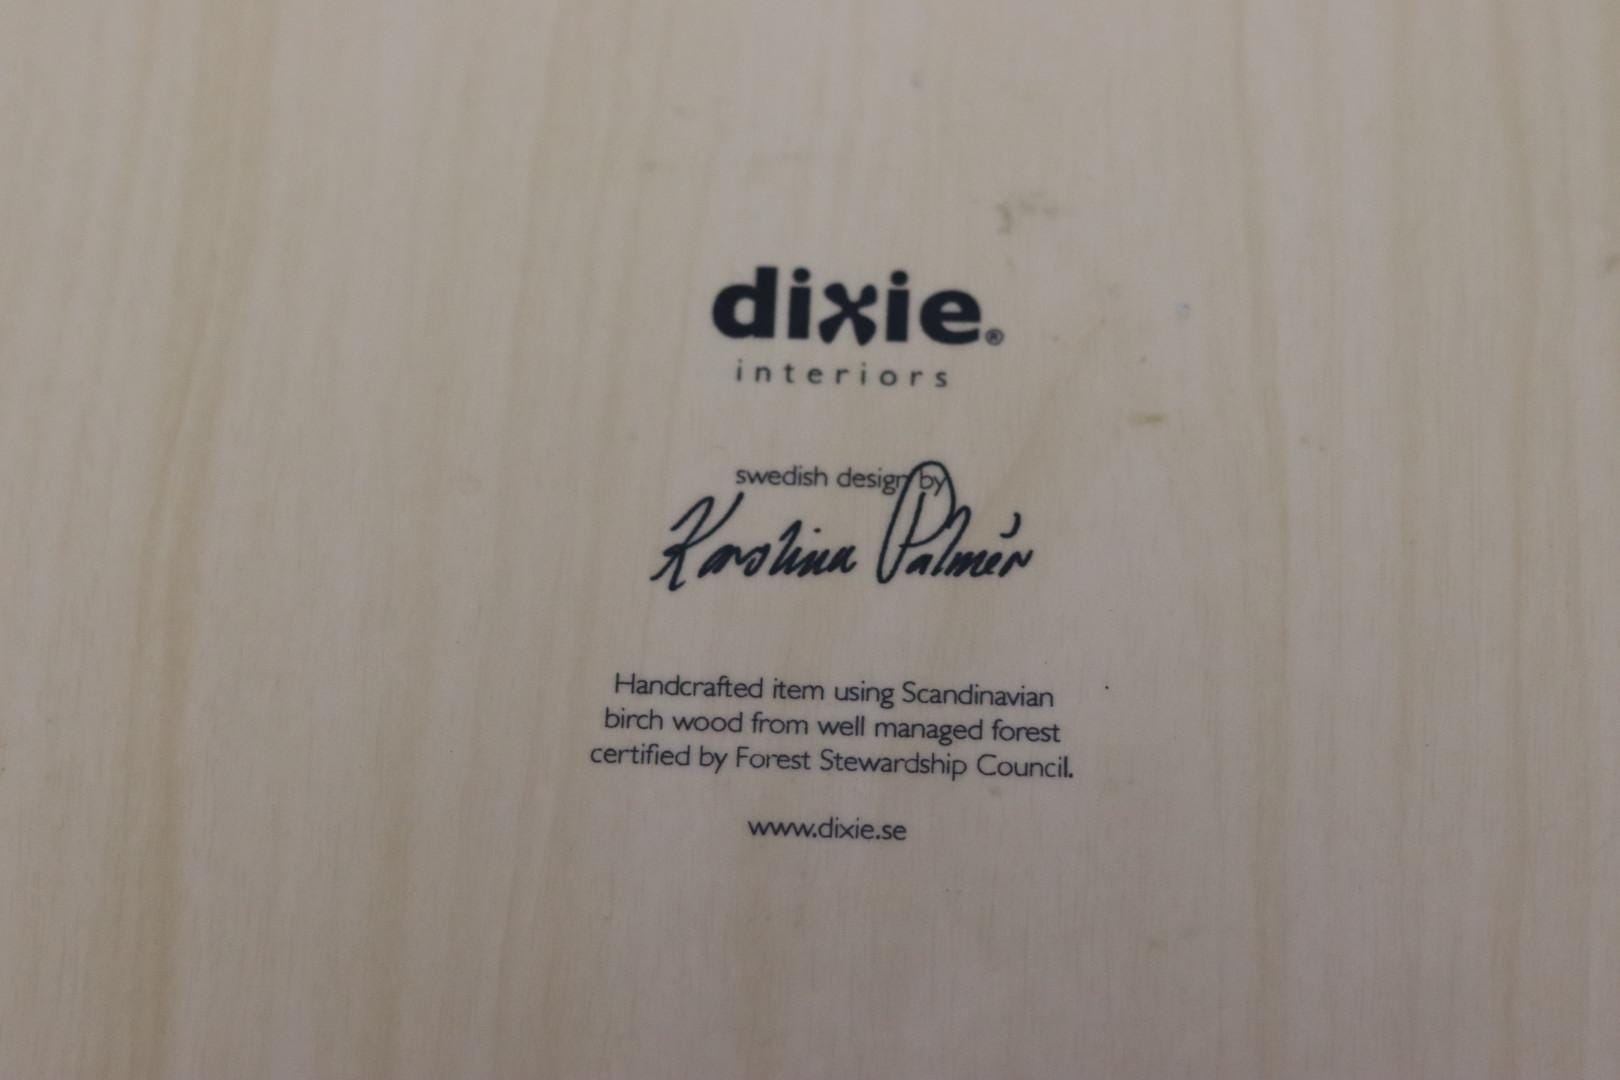 dixie®
interiors
swedish design by
Karolina Palmér
Handcrafted item using Scandinavian
birch wood from well managed forest
certified by Forest Stewardship Council.
www.dixie.se